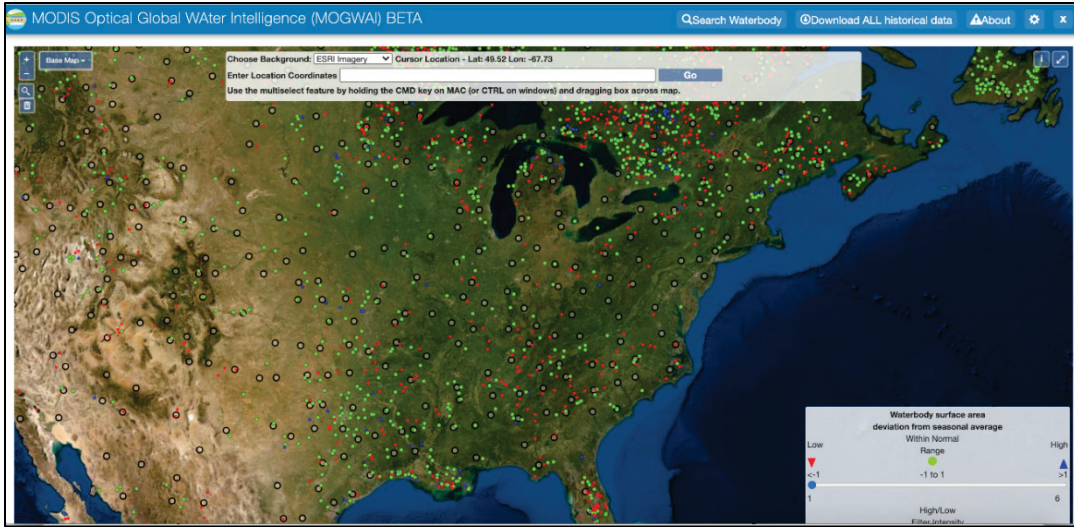 MODIS Optical Global WAter Intelligence (MOGWAI) BETA
Search Waterbody
Download ALL historical data
About
x
+
−
Base Map
Choose Background: ESRI Imagery Cursor Location - Lat: 49.52 Lon: -67.73
Enter Location Coordinates Go
Use the multiselect feature by holding the CMD key on MAC (or CTRL on windows) and dragging box across map.
i
Waterbody surface area
deviation from seasonal average
Low Within Normal High
Range
<-1 -1 to 1 >1
1 6
High/Low
Filter Intensity